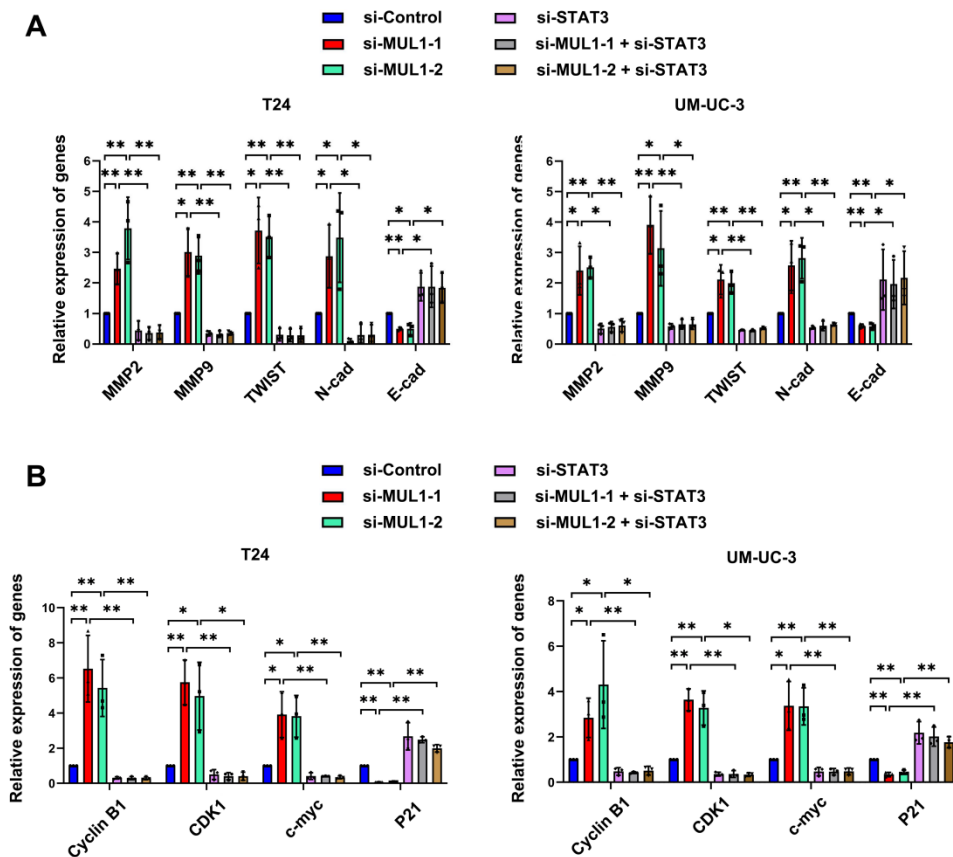 A
si-Control
si-STAT3
si-MUL1-1
si-MUL1-1 + si-STAT3
si-MUL1-2
si-MUL1-2 + si-STAT3
T24
UM-UC-3
Relative expression of genes
6
5
4
3
2
1
0
** **
** **
** **
* **
** **
* **
* *
* *
* *
** *
MMP2
MMP9
TWIST
N-cad
E-cad
Relative expression of genes
6
5
4
3
2
1
0
** **
* *
* *
** **
** **
* **
** **
* *
** *
** *
MMP2
MMP9
TWIST
N-cad
E-cad
B
si-Control
si-STAT3
si-MUL1-1
si-MUL1-1 + si-STAT3
si-MUL1-2
si-MUL1-2 + si-STAT3
T24
UM-UC-3
Relative expression of genes
10
8
6
4
2
0
** **
** **
* *
** **
* **
* **
** **
** **
Cyclin B1
CDK1
c-myc
P21
Relative expression of genes
8
6
4
2
0
* *
* **
** *
** **
** **
* **
** **
** **
Cyclin B1
CDK1
c-myc
P21